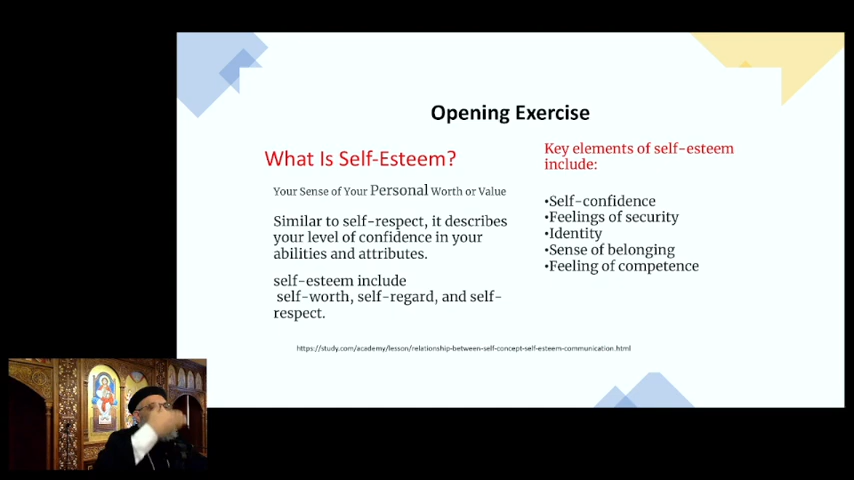 Opening Exercise
What Is Self-Esteem?
Your Sense of Your Personal Worth or Value
Similar to self-respect, it describes
your level of confidence in your
abilities and attributes.
self-esteem include
self-worth, self-regard, and self-
respect.
Key elements of self-esteem
include:
•Self-confidence
•Feelings of security
•Identity
•Sense of belonging
•Feeling of competence
https://study.com/academy/lesson/relationship-between-self-concept-self-esteem-communication.html